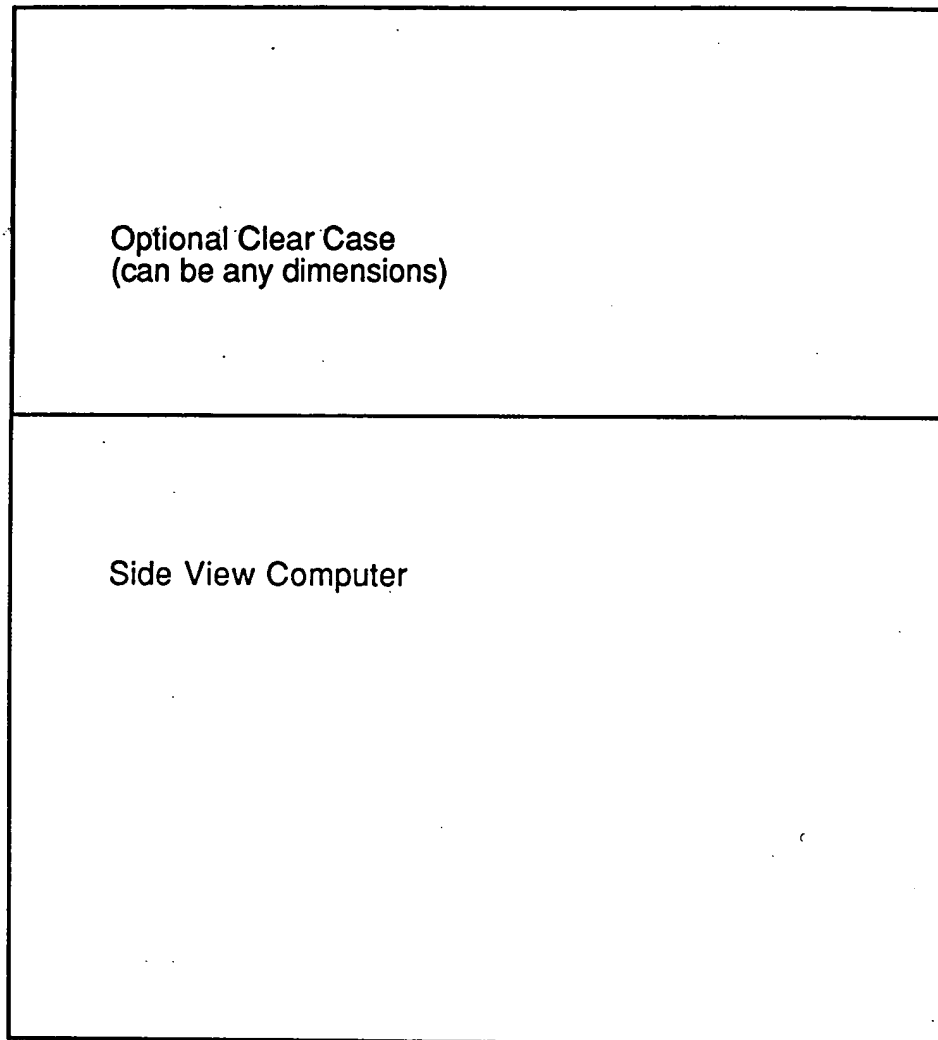 Optional Clear Case
(can be any dimensions)
Side View Computer